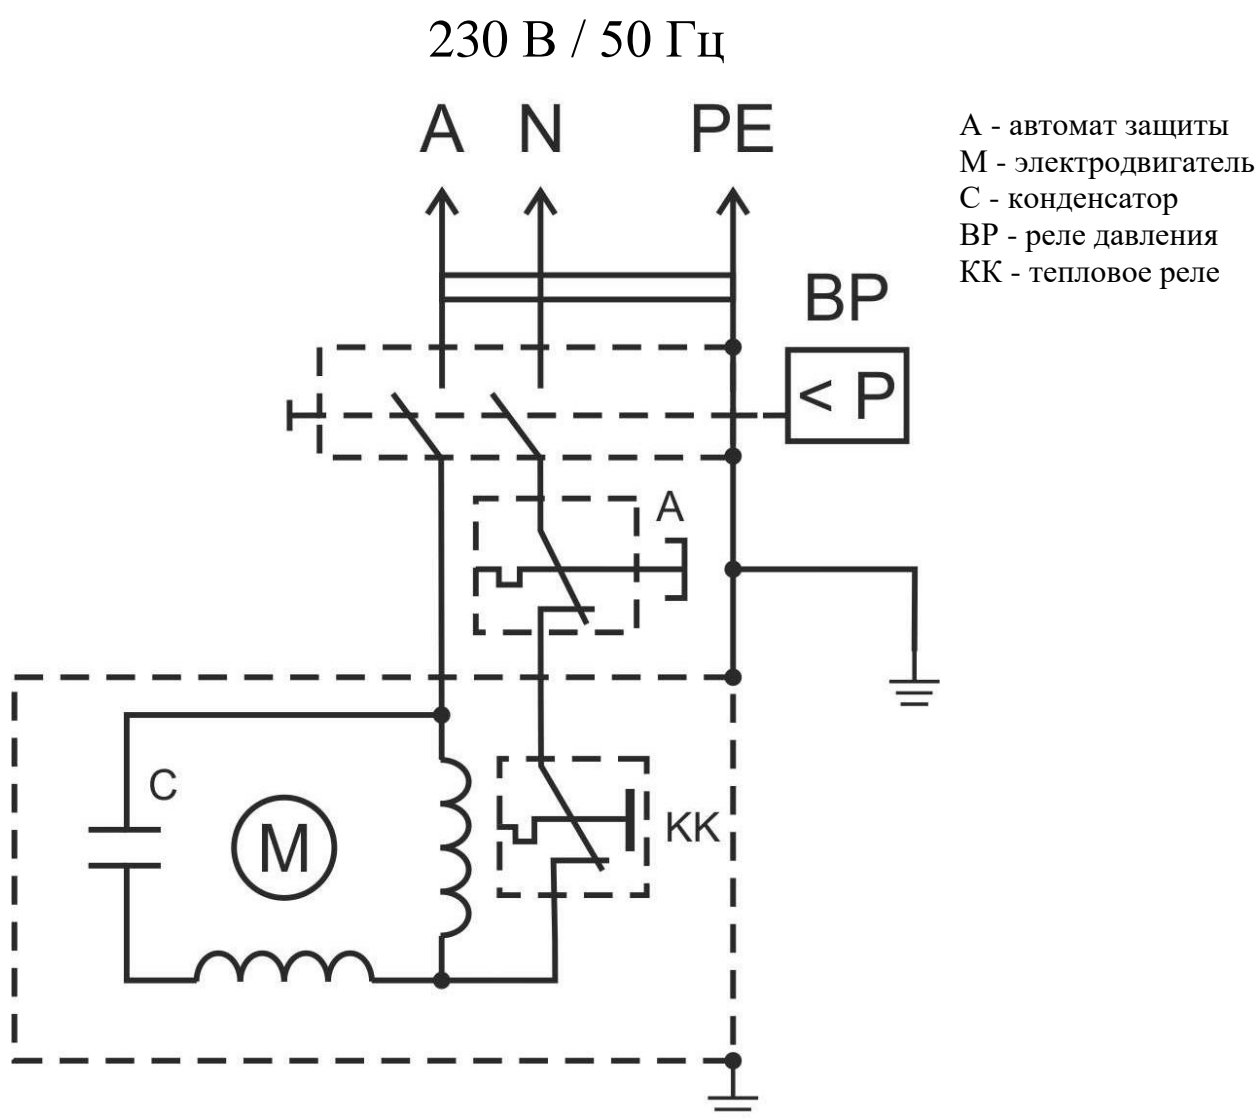 230 В / 50 Гц
A N PE
А - автомат защиты
М - электродвигатель
С - конденсатор
ВР - реле давления
КК - тепловое реле
BP
< P
A
C
M
KK